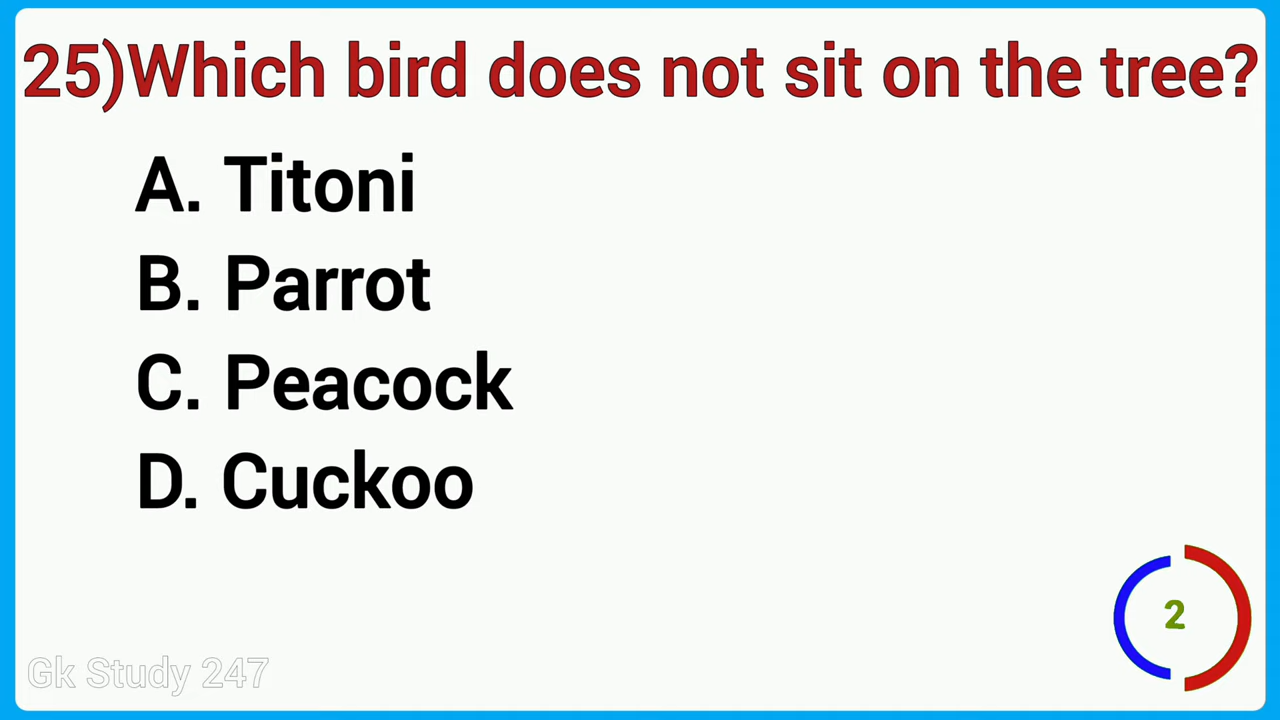 25)Which bird does not sit on the tree?
A. Titoni
B. Parrot
C. Peacock
D. Cuckoo
2
Gk Study 247